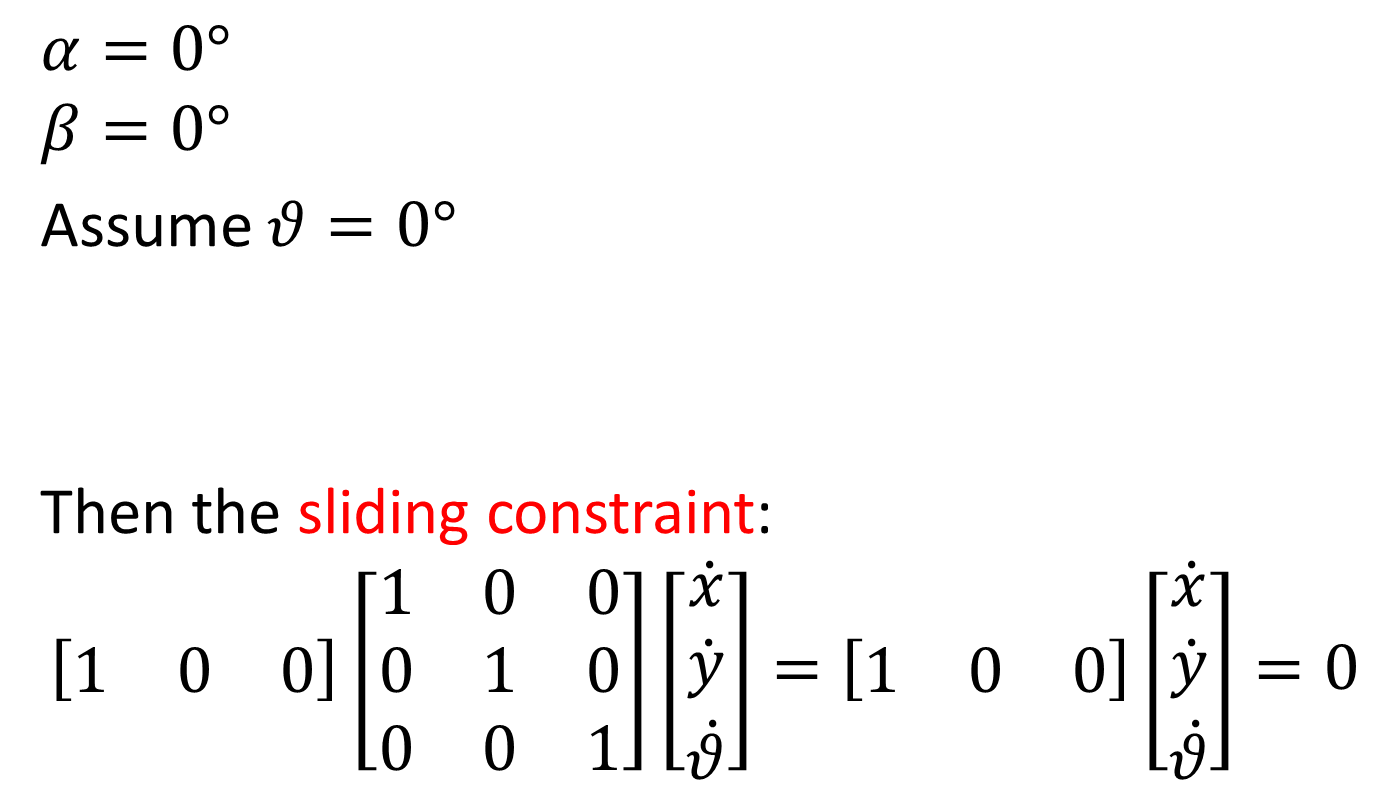 α = 0°
β = 0°
Assume ϑ = 0°
Then the sliding constraint:
[1 0 0] [1 0 0; 0 1 0; 0 0 1] [ẋ; ẏ; ϑ̇] = [1 0 0] [ẋ; ẏ; ϑ̇] = 0